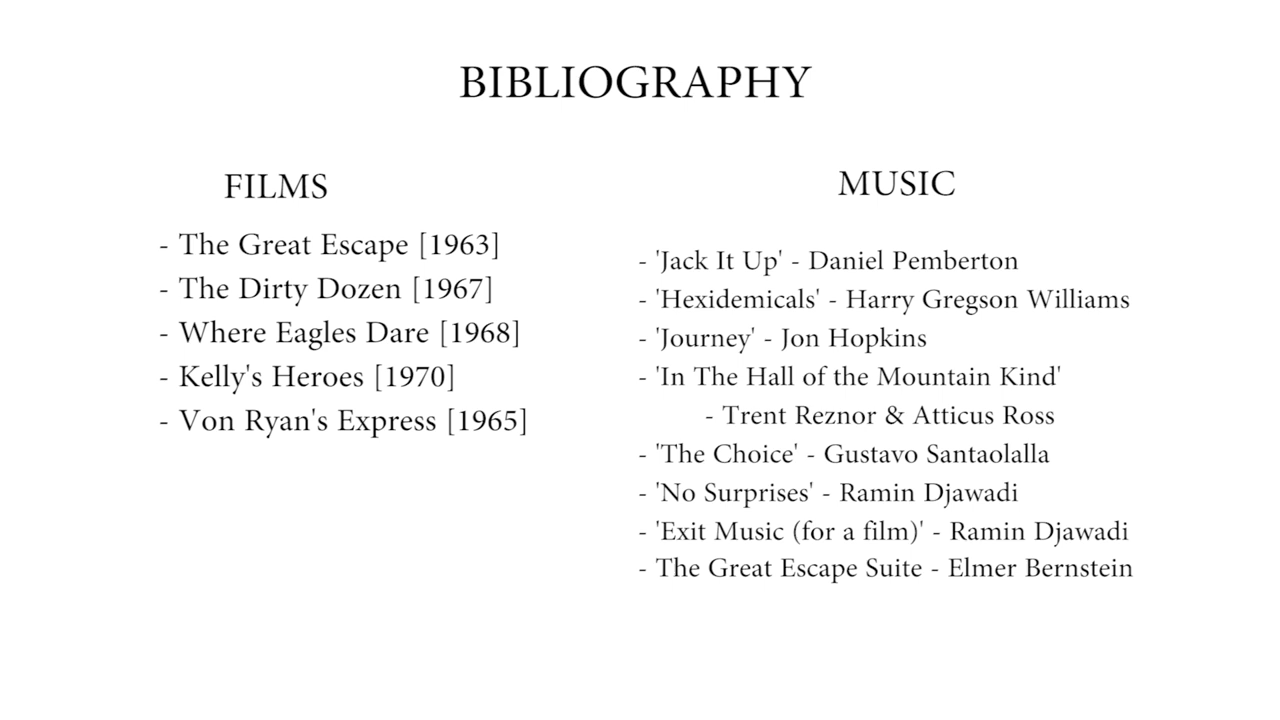 BIBLIOGRAPHY
FILMS
- The Great Escape [1963]
- The Dirty Dozen [1967]
- Where Eagles Dare [1968]
- Kelly's Heroes [1970]
- Von Ryan's Express [1965]
MUSIC
- 'Jack It Up' - Daniel Pemberton
- 'Hexidemicals' - Harry Gregson Williams
- 'Journey' - Jon Hopkins
- 'In The Hall of the Mountain Kind'
- Trent Reznor & Atticus Ross
- 'The Choice' - Gustavo Santaolalla
- 'No Surprises' - Ramin Djawadi
- 'Exit Music (for a film)' - Ramin Djawadi
- The Great Escape Suite - Elmer Bernstein